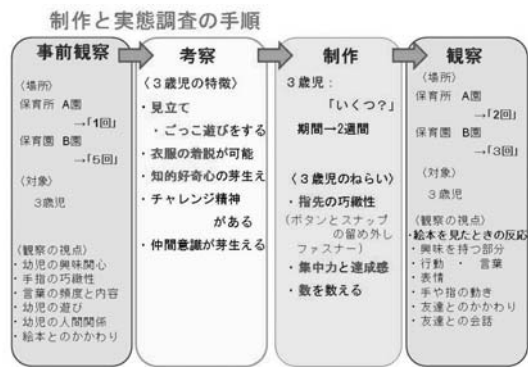 制作と実態調査の手順
事前観察
〈場所〉
保育所 A園
→「1回」
保育園 B園
→「5回」
〈対象〉
3歳児
〈観察の視点〉
・幼児の興味関心
・手指の巧緻性
・言葉の頻度と内容
・幼児の遊び
・幼児の人間関係
・絵本とのかかわり
考察
〈3歳児の特徴〉
・見立て
・ごっこ遊びをする
・衣服の着脱が可能
・知的好奇心の芽生え
・チャレンジ精神
がある
・仲間意識が芽生える
制作
3歳児：
「いくつ？」
期間→2週間
〈3歳児のねらい〉
・指先の巧緻性
(ボタンとスナップ
の留め外し
ファスナー)
・集中力と達成感
・数を数える
観察
〈場所〉
保育所 A園
→「2回」
保育園 B園
→「3回」
〈対象〉
3歳児
〈観察の視点〉
・絵本を見たときの反応
・興味を持つ部分
・行動 ・ 言葉
・表情
・手や指の動き
・友達とのかかわり
・友達との会話